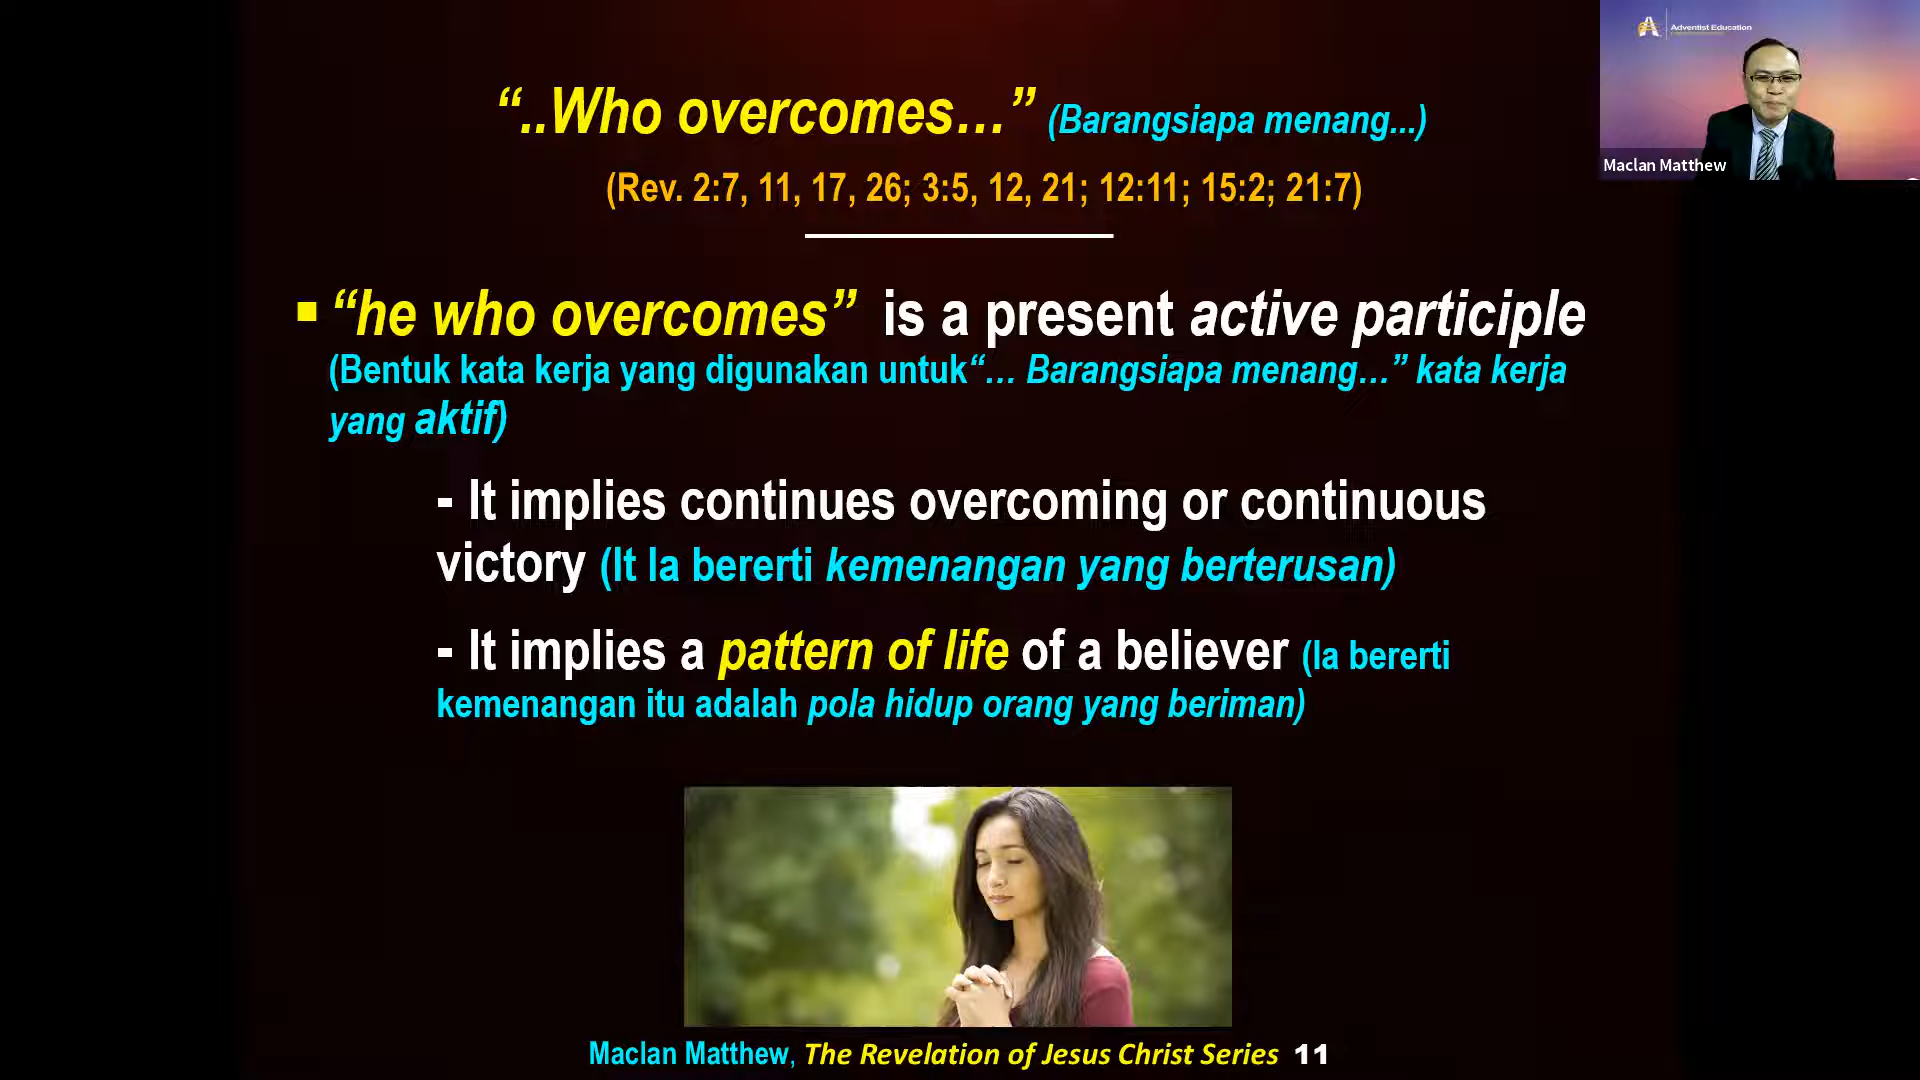 Adventist Education
Maclan Matthew
“..Who overcomes…” (Barangsiapa menang...)
(Rev. 2:7, 11, 17, 26; 3:5, 12, 21; 12:11; 15:2; 21:7)
▪ “he who overcomes” is a present active participle
(Bentuk kata kerja yang digunakan untuk“… Barangsiapa menang…” kata kerja
yang aktif)
- It implies continues overcoming or continuous
victory (It Ia bererti kemenangan yang berterusan)
- It implies a pattern of life of a believer (Ia bererti
kemenangan itu adalah pola hidup orang yang beriman)
Maclan Matthew, The Revelation of Jesus Christ Series 11